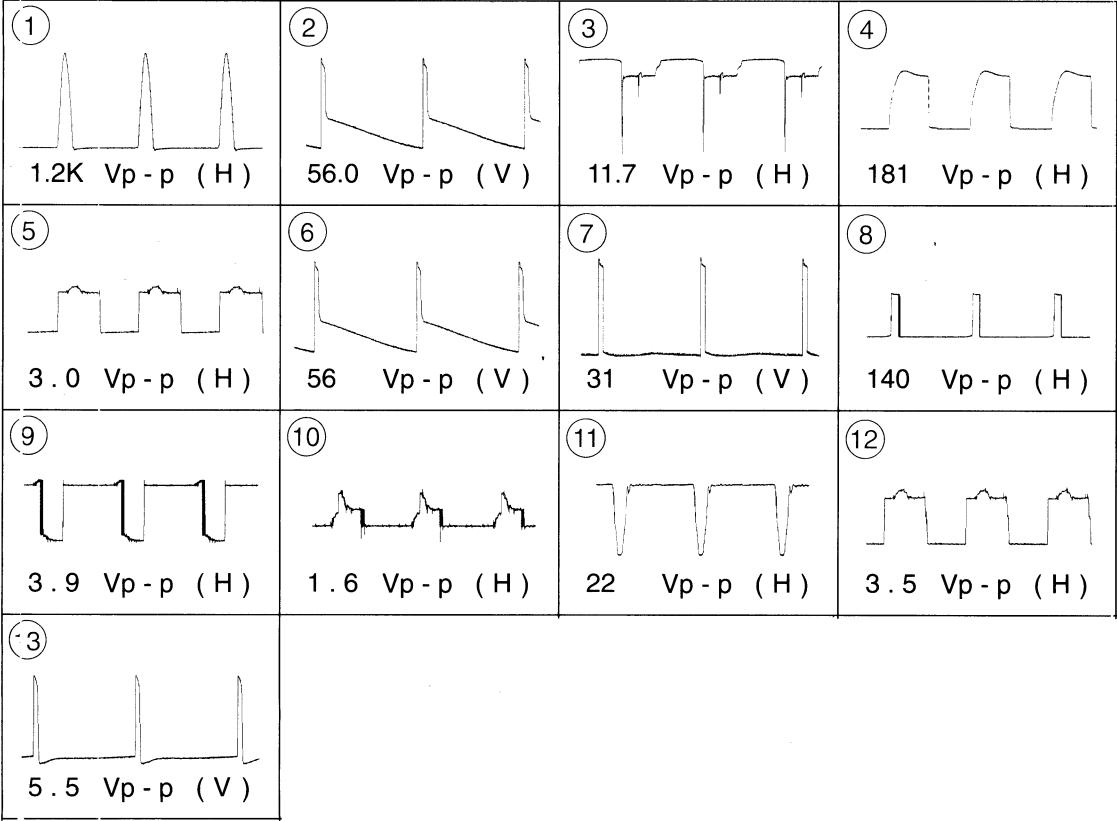 1
1.2K Vp - p ( H )
2
56.0 Vp - p ( V )
3
11.7 Vp - p ( H )
4
181 Vp - p ( H )
5
3.0 Vp - p ( H )
6
56 Vp - p ( V )
7
31 Vp - p ( V )
8
140 Vp - p ( H )
9
3.9 Vp - p ( H )
10
1.6 Vp - p ( H )
11
22 Vp - p ( H )
12
3.5 Vp - p ( H )
13
5.5 Vp - p ( V )